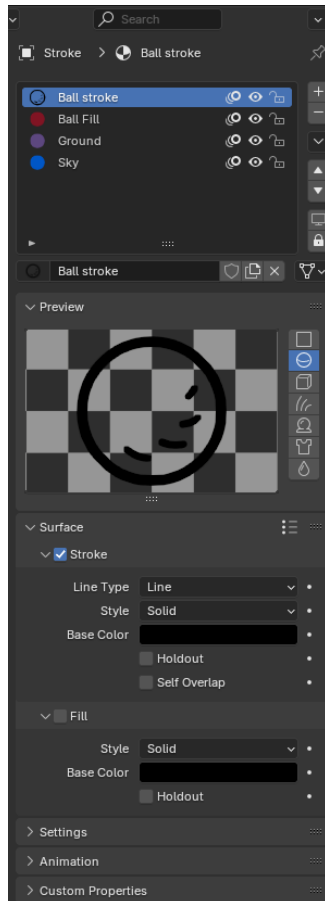 Search
Stroke > Ball stroke
Ball stroke
Ball Fill
Ground
Sky
Ball stroke
Preview
Surface
Stroke
Line Type Line
Style Solid
Base Color
Holdout
Self Overlap
Fill
Style Solid
Base Color
Holdout
Settings
Animation
Custom Properties